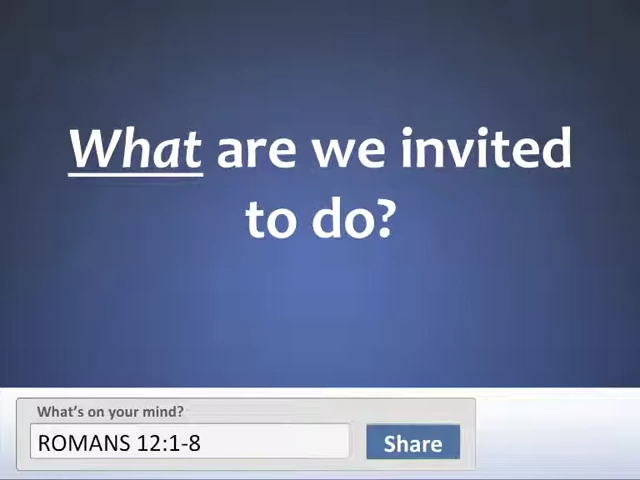 What are we invited
to do?
What's on your mind?
ROMANS 12:1-8
Share